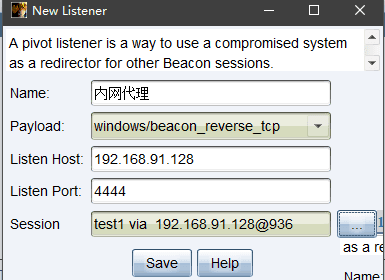 New Listener
A pivot listener is a way to use a compromised system
as a redirector for other Beacon sessions.
Name: 内网代理
Payload: windows/beacon_reverse_tcp
Listen Host: 192.168.91.128
Listen Port: 4444
Session test1 via 192.168.91.128@936 ...
as a re
Save Help
Name: